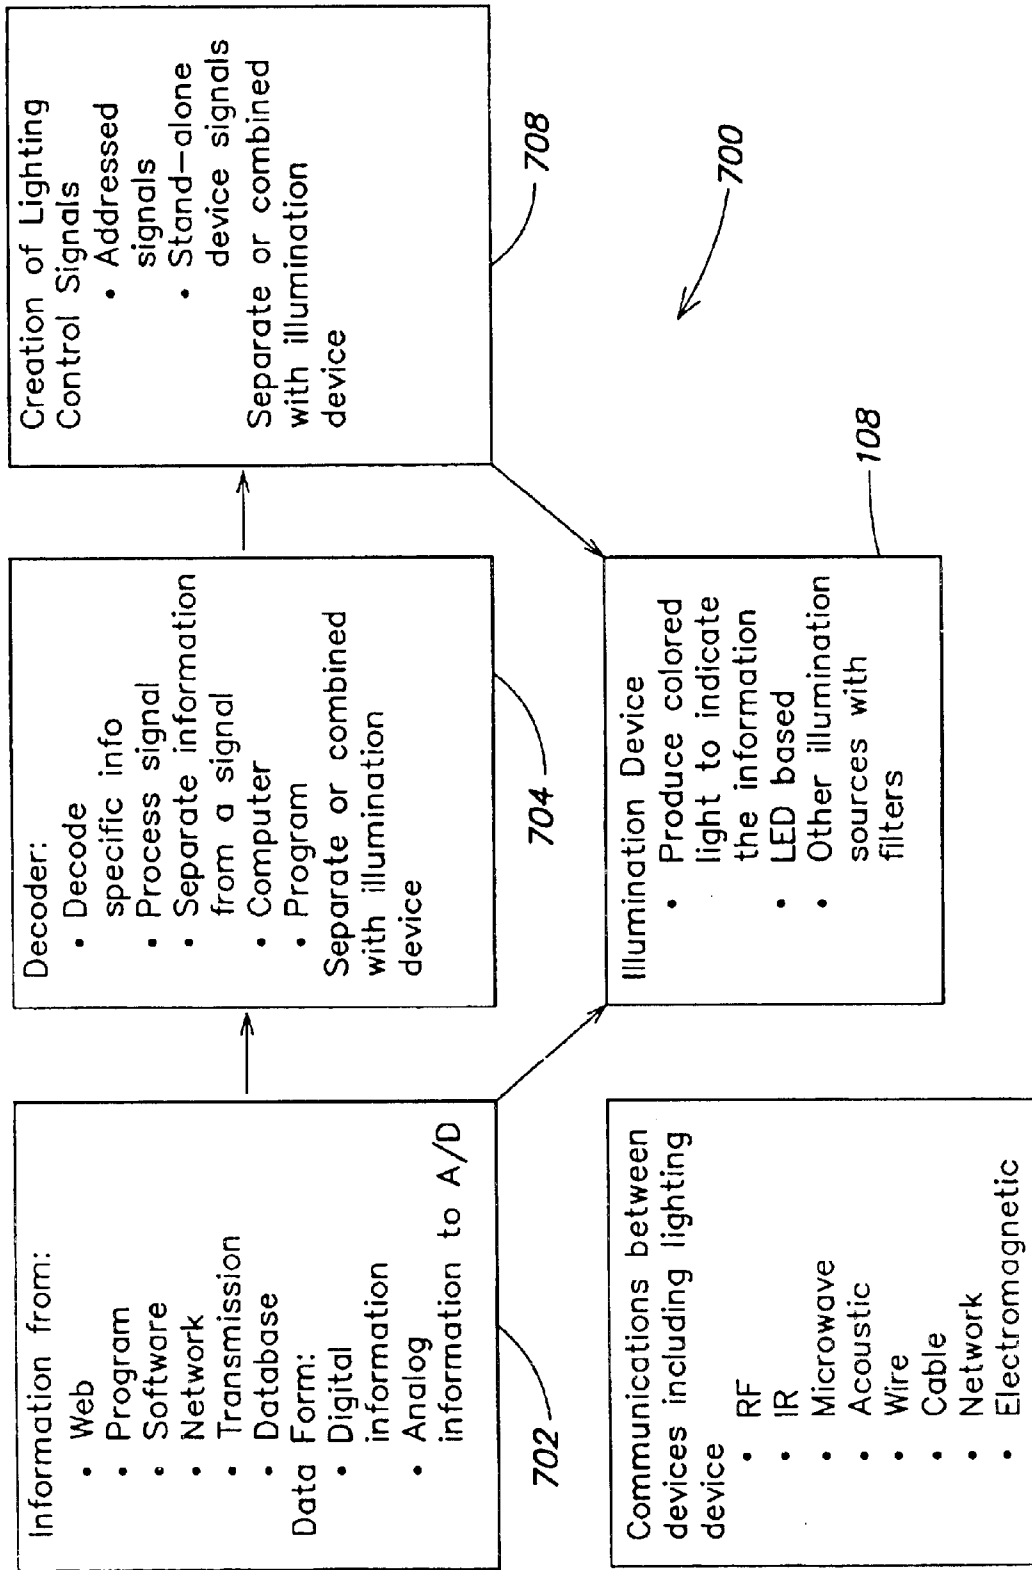 Information from:
• Web
• Program
• Software
• Network
• Transmission
• Database
Data Form:
• Digital
information
• Analog
information to A/D
702
Decoder:
• Decode
specific info
• Process signal
• Separate information
from a signal
• Computer
• Program
Separate or combined
with illumination
device
704
Creation of Lighting
Control Signals
• Addressed
signals
• Stand-alone
device signals
Separate or combined
with illumination
device
708
700
Communications between
devices including lighting
device
• RF
• IR
• Microwave
• Acoustic
• Wire
• Cable
• Network
• Electromagnetic
Illumination Device
• Produce colored
light to indicate
the information
• LED based
• Other illumination
sources with
filters
108